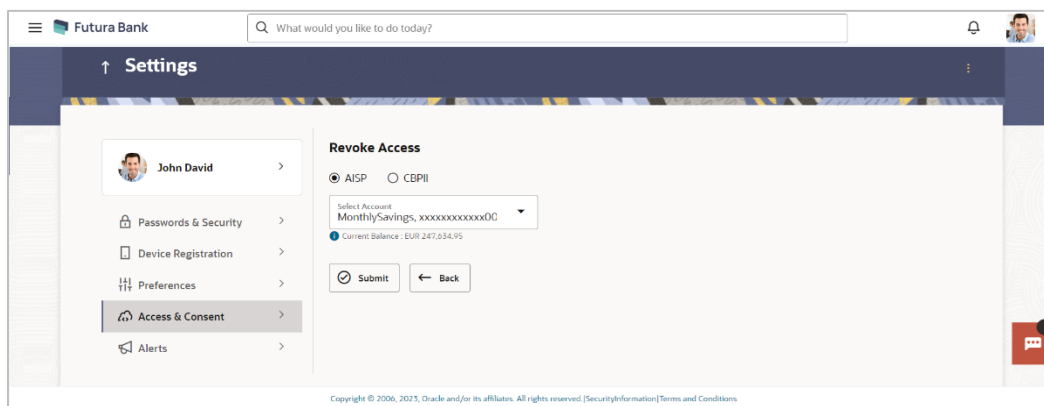 Futura Bank
What would you like to do today?
↑ Settings
John David
Passwords & Security
Device Registration
Preferences
Access & Consent
Alerts
Revoke Access
AISP CBPII
Select Account
MonthlySavings, xxxxxxxxxxxx00
Current Balance : EUR 247,634.95
Submit ← Back
Copyright © 2006, 2023, Oracle and/or its affiliates. All rights reserved.|SecurityInformation|Terms and Conditions